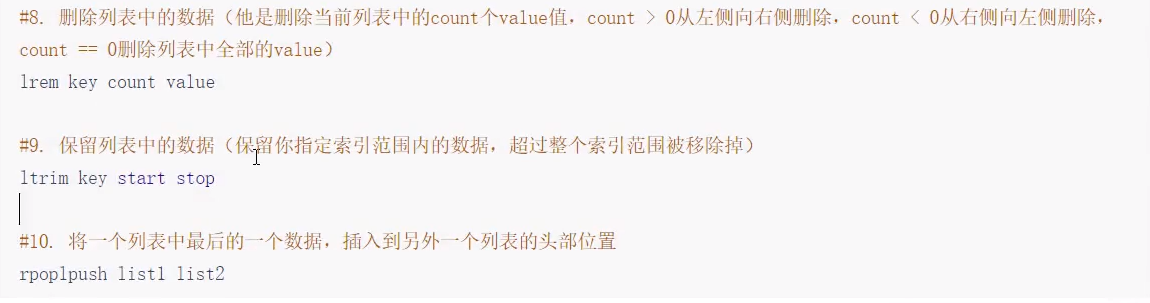 #8. 删除列表中的数据（他是删除当前列表中的count个value值，count > 0从左侧向右侧删除，count < 0从右侧向左侧删除，
count == 0删除列表中全部的value）
lrem key count value
#9. 保留列表中的数据（保留你指定索引范围内的数据，超过整个索引范围被移除掉）
ltrim key start stop
#10. 将一个列表中最后的一个数据，插入到另外一个列表的头部位置
rpoplpush list1 list2